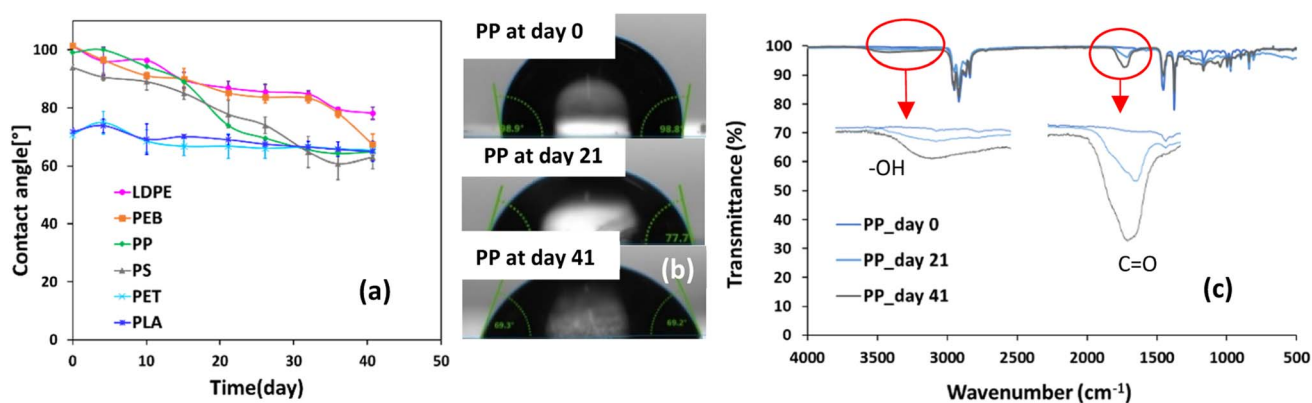 100
80
60
40
20
0
0
10
20
30
40
50
Contact angle[°]
Time(day)
LDPE
PEB
PP
PS
PET
PLA
(a)
PP at day 0
98.9°
98.8°
PP at day 21
77.7°
PP at day 41
69.3°
69.2°
(b)
100
90
80
70
60
50
40
30
20
10
0
4000
3500
3000
2500
2000
1500
1000
500
Transmittance (%)
Wavenumber (cm⁻¹)
-OH
C=O
PP_day 0
PP_day 21
PP_day 41
(c)